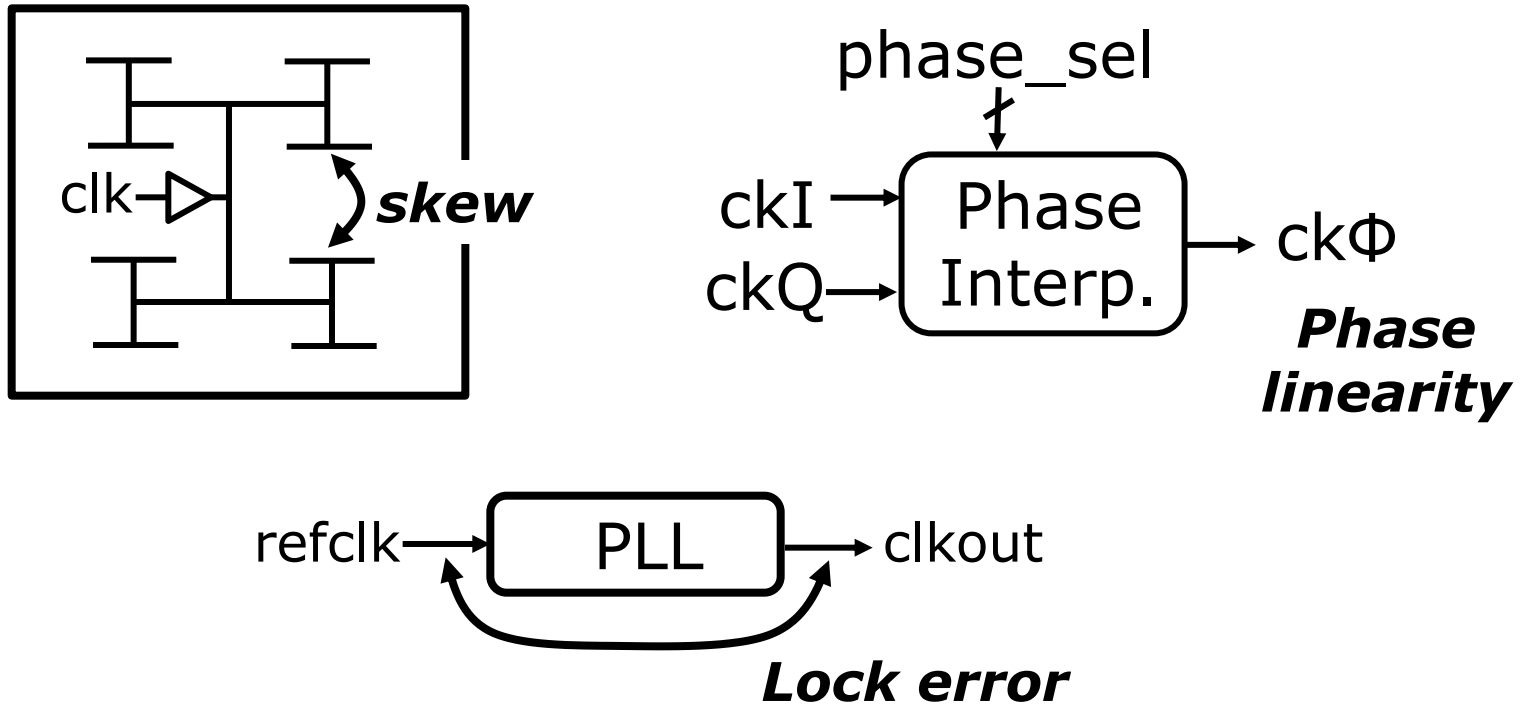 clk
skew
phase_sel
ckI
ckQ
Phase
Interp.
ckΦ
Phase
linearity
refclk
PLL
clkout
Lock error